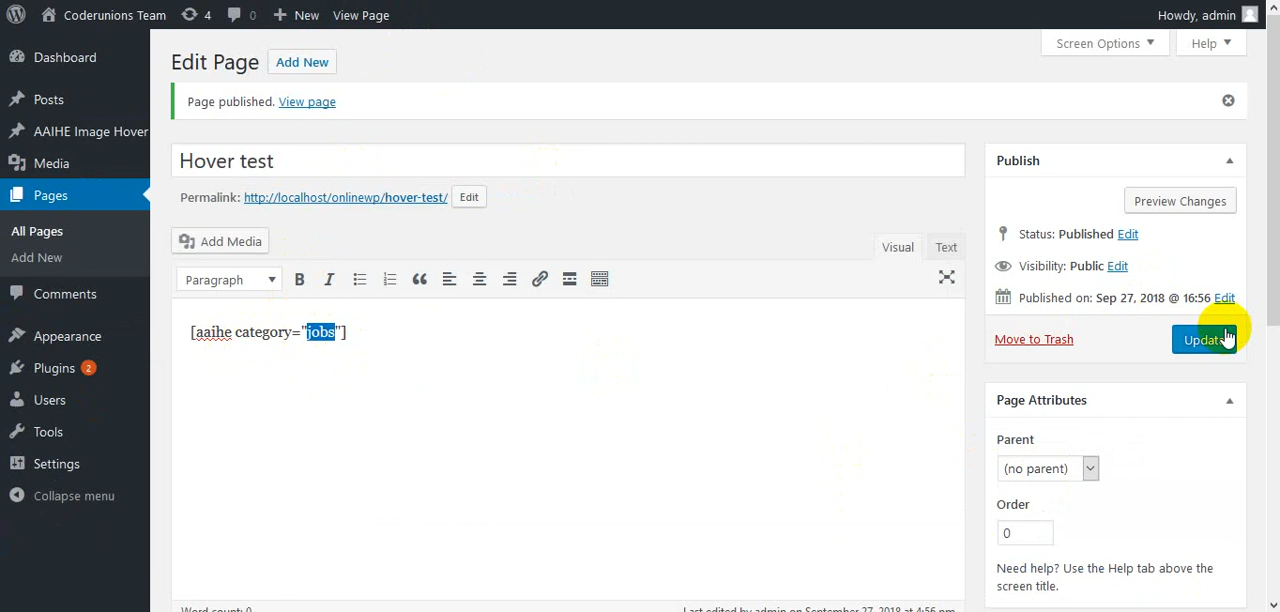 Coderunions Team 4 0 New View Page Howdy, admin
Screen Options Help
Dashboard
Posts
AAIHE Image Hover
Media
Pages
All Pages
Add New
Comments
Appearance
Plugins 2
Users
Tools
Settings
Collapse menu
Edit Page Add New
Page published. View page
Hover test
Permalink: http://localhost/onlinewp/hover-test/ Edit
Add Media
Visual Text
Paragraph
[aaihe category="jobs"]
Word count: 0 Last edited by admin on September 27, 2018 at 4:56 pm
Publish
Preview Changes
Status: Published Edit
Visibility: Public Edit
Published on: Sep 27, 2018 @ 16:56 Edit
Move to Trash Update
Page Attributes
Parent
(no parent)
Order
0
Need help? Use the Help tab above the
screen title.